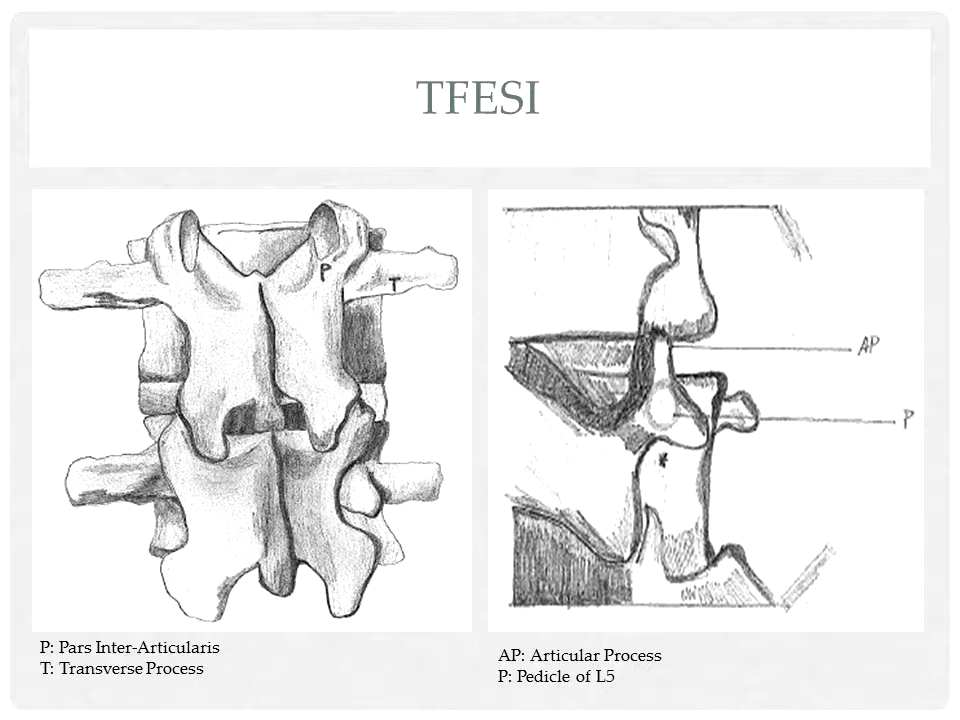 TFESI
P
T
AP
P
*
P: Pars Inter-Articularis
T: Transverse Process
AP: Articular Process
P: Pedicle of L5